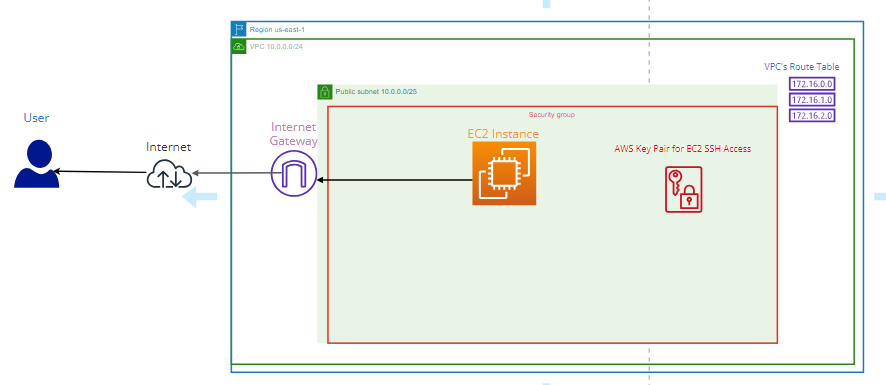 Region us-east-1
VPC 10.0.0.0/24
VPC's Route Table
172.16.0.0
172.16.1.0
172.16.2.0
Public subnet 10.0.0.0/25
Security group
User
Internet
Internet
Gateway
EC2 Instance
AWS Key Pair for EC2 SSH Access